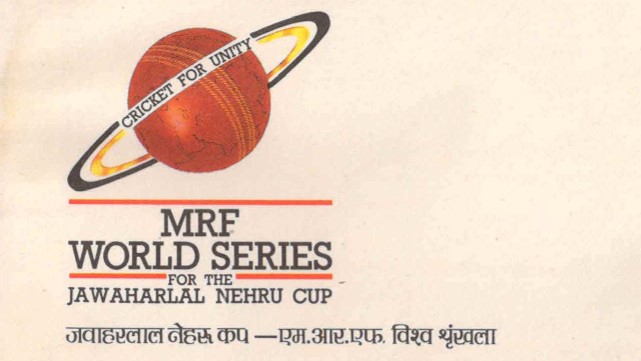 CRICKET FOR UNITY
MRF
WORLD SERIES
FOR THE
JAWAHARLAL NEHRU CUP
जवाहरलाल नेहरू कप —एम.आर.एफ. विश्व श्रृंखला